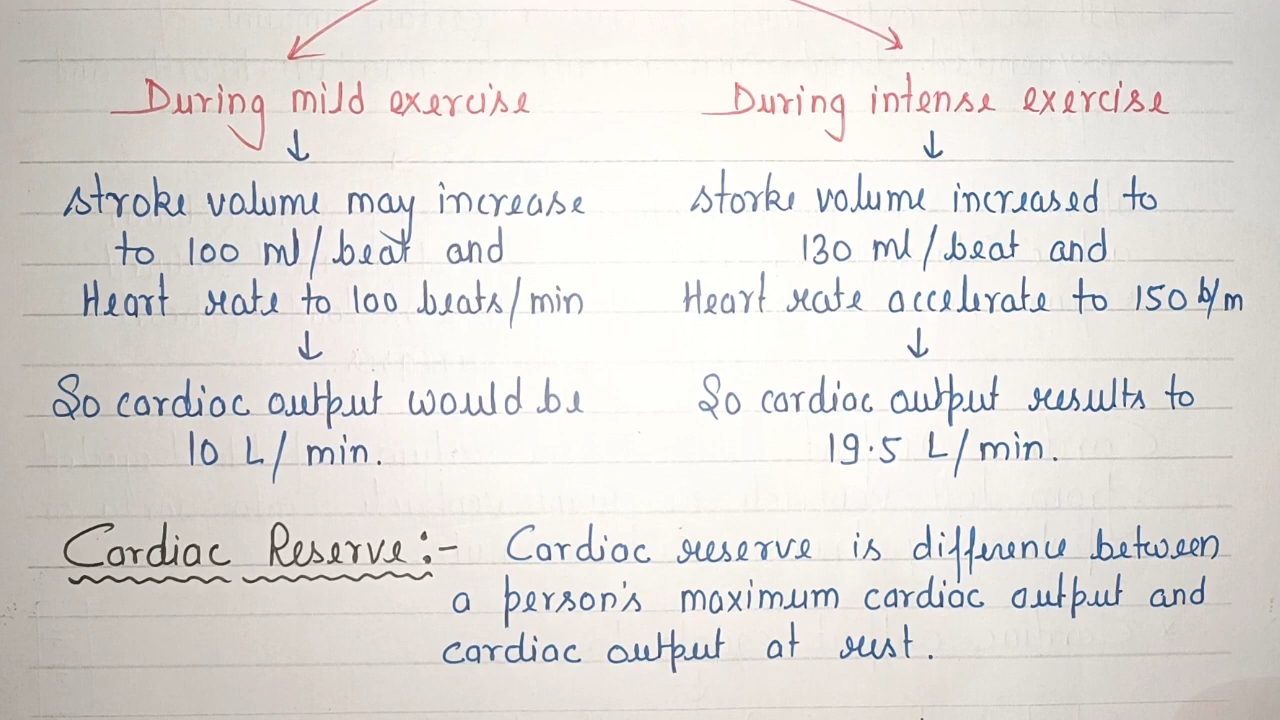 During mild exercise
↓
stroke valume may increase
to 100 ml/beat and
Heart rate to 100 beats/min
↓
So cardiac output would be
10 L/min.
During intense exercise
↓
storke volume increased to
130 ml/beat and
Heart rate accelerate to 150 b/m
↓
So cardiac output results to
19.5 L/min.
Cardiac Reserve:- Cardiac reserve is difference between
a person's maximum cardiac output and
cardiac output at rest.